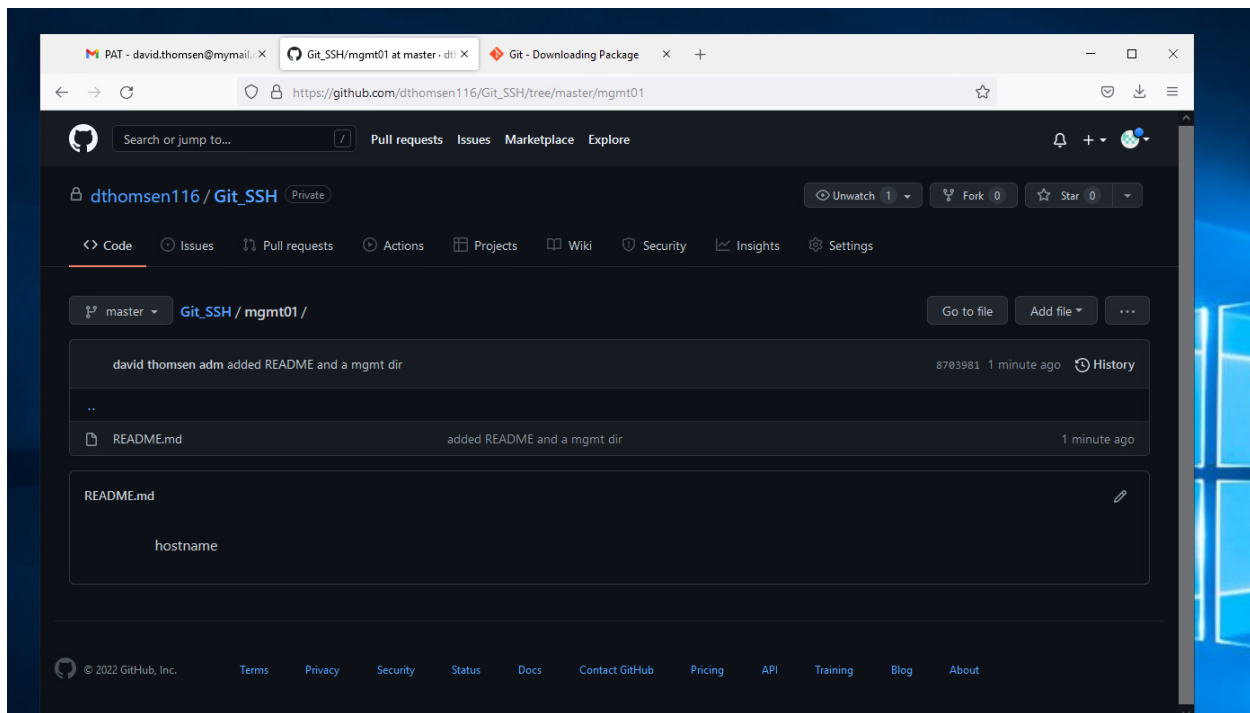 PAT - david.thomsen@mymail.c
Git_SSH/mgmt01 at master · dth
Git - Downloading Package
https://github.com/dthomsen116/Git_SSH/tree/master/mgmt01
Search or jump to... / Pull requests Issues Marketplace Explore
dthomsen116 / Git_SSH Private Unwatch 1 Fork 0 Star 0
<> Code Issues Pull requests Actions Projects Wiki Security Insights Settings
master Git_SSH / mgmt01 / Go to file Add file ...
david thomsen adm added README and a mgmt dir 8703981 1 minute ago History
..
README.md added README and a mgmt dir 1 minute ago
README.md
hostname
© 2022 GitHub, Inc. Terms Privacy Security Status Docs Contact GitHub Pricing API Training Blog About